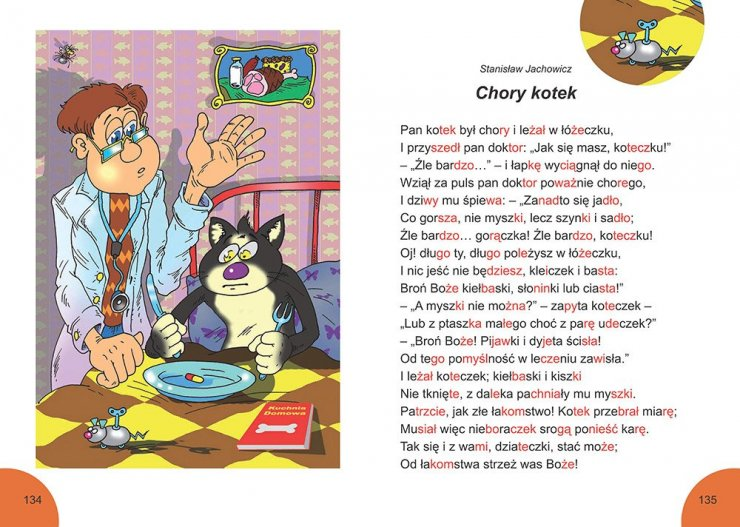 Stanisław Jachowicz
Chory kotek
Pan kotek był chory i leżał w łóżeczku,
I przyszedł pan doktor: „Jak się masz, koteczku!”
– „Źle bardzo…” – i łapkę wyciągnął do niego.
Wziął za puls pan doktor poważnie chorego,
I dziwy mu śpiewa: – „Zanadto się jadło,
Co gorsza, nie myszki, lecz szynki i sadło;
Źle bardzo… gorączka! Źle bardzo, koteczku!
Oj! długo ty, długo poleżysz w łóżeczku,
I nic jeść nie będziesz, kleiczek i basta:
Broń Boże kiełbaski, słoninki lub ciasta!”
– „A myszki nie można?” – zapyta koteczek –
„Lub z ptaszka małego choć z parę udeczek?”
– „Broń Boże! Pijawki i dyjeta ścisła!
Od tego pomyślność w leczeniu zawisła.”
I leżał koteczek; kiełbaski i kiszki
Nie tknięte, z daleka pachniały mu myszki.
Patrzcie, jak złe łakomstwo! Kotek przebrał miarę;
Musiał więc nieboraczek srogą ponieść karę.
Tak się i z wami, dziateczki, stać może;
Od łakomstwa strzeż was Boże!
Kuchnia
Domowa
134
135